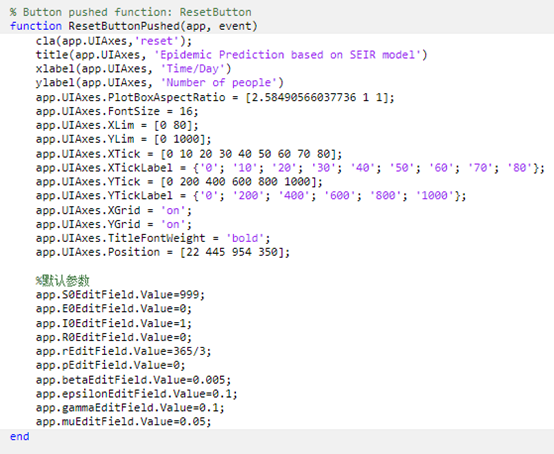 % Button pushed function: ResetButton
function ResetButtonPushed(app, event)
cla(app.UIAxes,'reset');
title(app.UIAxes, 'Epidemic Prediction based on SEIR model')
xlabel(app.UIAxes, 'Time/Day')
ylabel(app.UIAxes, 'Number of people')
app.UIAxes.PlotBoxAspectRatio = [2.58490566037736 1 1];
app.UIAxes.FontSize = 16;
app.UIAxes.XLim = [0 80];
app.UIAxes.YLim = [0 1000];
app.UIAxes.XTick = [0 10 20 30 40 50 60 70 80];
app.UIAxes.XTickLabel = {'0'; '10'; '20'; '30'; '40'; '50'; '60'; '70'; '80'};
app.UIAxes.YTick = [0 200 400 600 800 1000];
app.UIAxes.YTickLabel = {'0'; '200'; '400'; '600'; '800'; '1000'};
app.UIAxes.XGrid = 'on';
app.UIAxes.YGrid = 'on';
app.UIAxes.TitleFontWeight = 'bold';
app.UIAxes.Position = [22 445 954 350];
%默认参数
app.S0EditField.Value=999;
app.E0EditField.Value=0;
app.I0EditField.Value=1;
app.R0EditField.Value=0;
app.rEditField.Value=365/3;
app.pEditField.Value=0;
app.betaEditField.Value=0.005;
app.epsilonEditField.Value=0.1;
app.gammaEditField.Value=0.1;
app.muEditField.Value=0.05;
end